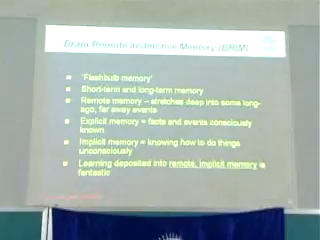 Brain Remote Instinctive Memory (BRIM)
'Flashbulb memory'
Short-term and long-term memory
Remote memory – stretches deep into some long-
ago, far away events
Explicit memory = facts and events consciously
known
Implicit memory = knowing how to do things
unconsciously
Learning deposited into remote, implicit memory is
fantastic